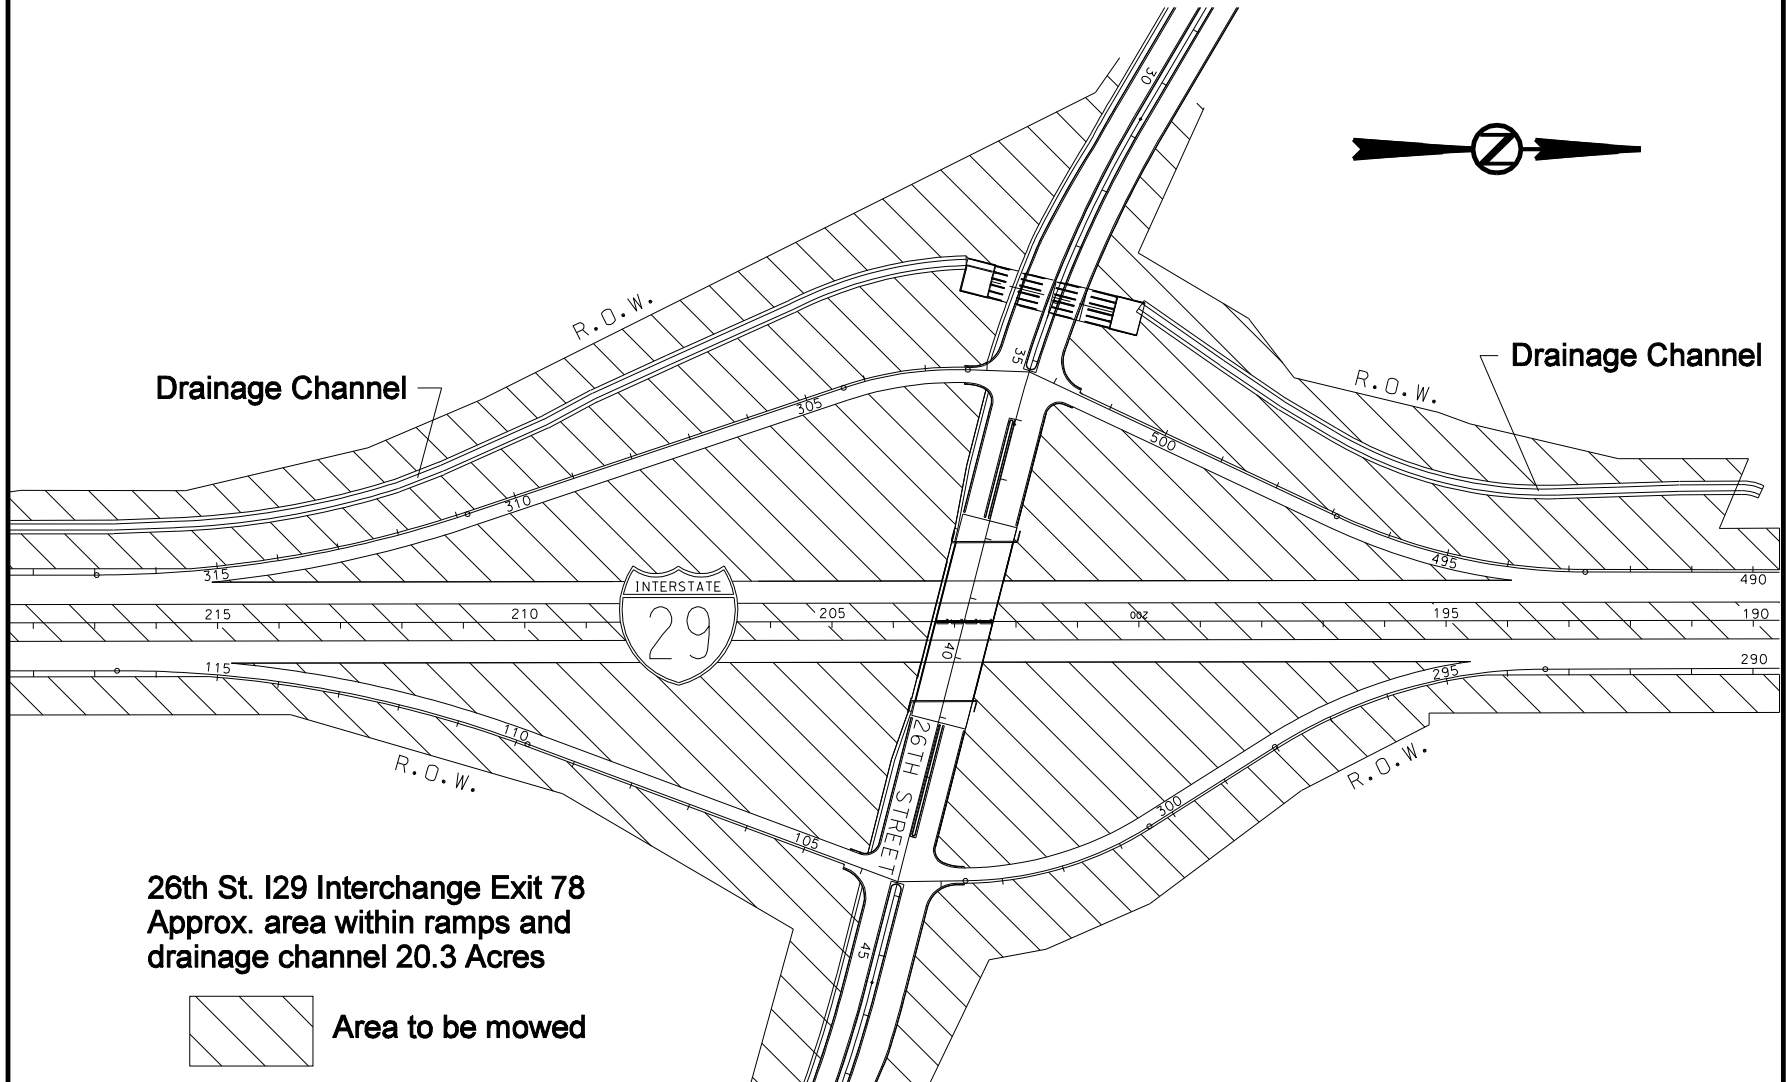 30
Z
R.O.W.
Drainage Channel
35
Drainage Channel
R.O.W.
305
500
310
495
315
490
INTERSTATE
29
215
210
205
200
195
190
40
115
295
290
110
26TH STREET
R.O.W.
R.O.W.
300
105
45
26th St. I29 Interchange Exit 78
Approx. area within ramps and
drainage channel 20.3 Acres
Area to be mowed